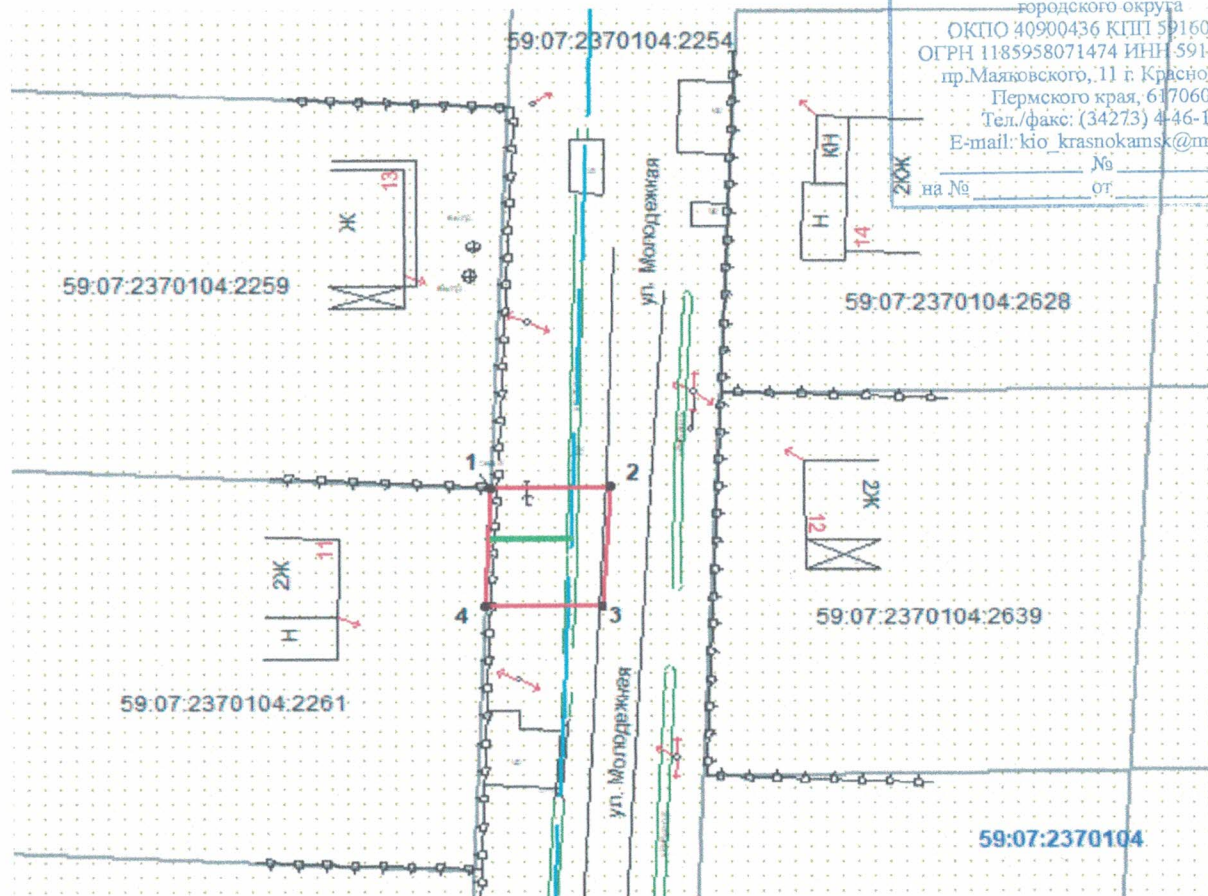 городского округа
ОКПО 40900436 КПП 59160
ОГРН 1185958071474 ИНН 591
пр.Маяковского, 11 г. Красно
Пермского края, 617060
Тел./факс: (34273) 4-46-1
E-mail: kio_krasnokamsk@m
№
на № от
59:07:2370104:2254
13
Ж
59:07:2370104:2259
ул. Молодежная
КН
Н
2КЖ
14
59:07:2370104:2628
1
2
2Ж
12
11
2Ж
Н
4
3
59:07:2370104:2639
59:07:2370104:2261
ул. Молодежная
59:07:2370104